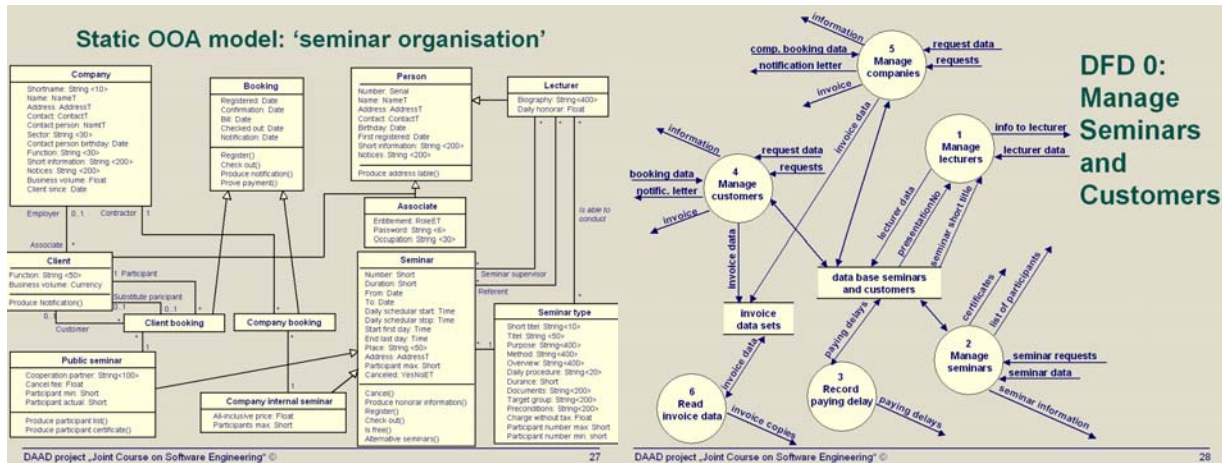 Static OOA model: ‘seminar organisation’
Company
Shortname: String <10>
Name: NameT
Address: AddressT
Contact: ContactT
Contact person: NamtT
Sector: String <30>
Contact person birthday: Date
Function: String <30>
Short information: String <200>
Notices: String <200>
Business volume: Float
Client since: Date
Employer
0..1
Contractor
1
Associate
*
Booking
Registered: Date
Confirmation: Date
Bill: Date
Checked out: Date
Notification: Date
Register()
Check out()
Produce notification()
Prove payment()
Person
Number: Serial
Name: NameT
Address: AddressT
Contact: ContactT
Birthday: Date
First registered: Date
Short information: String <200>
Notices: String <200>
Produce address lable()
Lecturer
Biography: String<400>
Daily honorar: Float
*
*
*
Is able to
conduct
Associate
Entitlement: RoleET
Password: String <6>
Occupation: String <30>
Client
Function: String <50>
Business volume: Currency
Produce Notification()
1 Participant
Substitute paricipant
0..1
0..1
0..1
Customer
*
*
*
*
Client booking
Company booking
*
1
*
1
Seminar
Number: Short
Duration: Short
From: Date
To: Date
Daily schedular start: Time
Daily schedular stop: Time
Start first day: Time
End last day: Time
Place: String <50>
Address: AddressT
Participant max: Short
Canceled: YesNoET
Cancel()
Produce honorar information()
Register()
Check-out()
Is free()
Alternative seminars()
*
Seminar supervisor
*
Referent
*
1
*
Seminar type
Short titel: String<10>
Titel: String <50>
Purpose: String<400>
Method: String<400>
Overview: String<400>
Daily procedure: String<20>
Durance: Short
Documents: String<200>
Target group: String<200>
Preconditions: String<200>
Charge without tax: Float
Participant number max: Short
Participant number min: short
Public seminar
Cooperation partner: String<100>
Cancel fee: Float
Participant min: Short
Participant actual: Short
Produce participant list()
Produce participant certificate()
Company internal seminar
All-inclusive price: Float
Participants max: Short
DAAD project „Joint Course on Software Engineering“ ©
27
DFD 0:
Manage
Seminars
and
Customers
information
comp. booking data
notification letter
invoice
5
Manage
companies
request data
requests
invoice data
1
Manage
lecturers
info to lecturer
lecturer data
information
request data
requests
booking data
notific. letter
invoice
4
Manage
customers
lecturer data
presentationNo
seminar short title
invoice data
data base seminars
and customers
invoice
data sets
certificates
list of participants
paying delays
invoice data
2
Manage
seminars
seminar requests
seminar data
seminar information
3
Record
paying delay
paying delays
6
Read
invoice data
invoice copies
DAAD project „Joint Course on Software Engineering“ ©
28